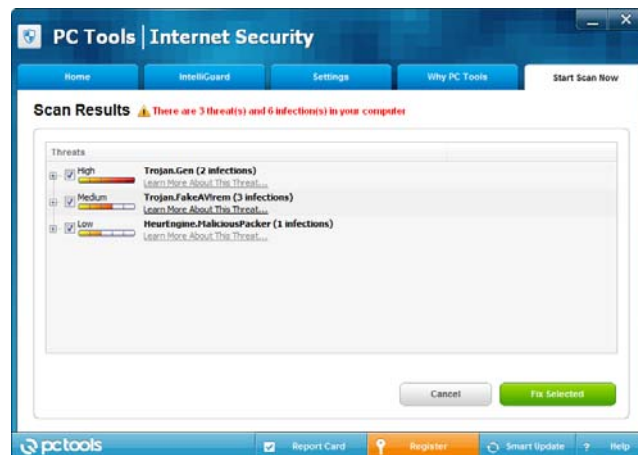 PC Tools | Internet Security
Home
IntelliGuard
Settings
Why PC Tools
Start Scan Now
Scan Results
There are 3 threat(s) and 6 infection(s) in your computer
Threats
High
Trojan.Gen (2 infections)
Learn More About This Threat...
Medium
Trojan.FakeAV!rem (3 infections)
Learn More About This Threat...
Low
HeurEngine.MaliciousPacker (1 infections)
Learn More About This Threat...
Cancel
Fix Selected
pctools
Report Card
Register
Smart Update
? Help